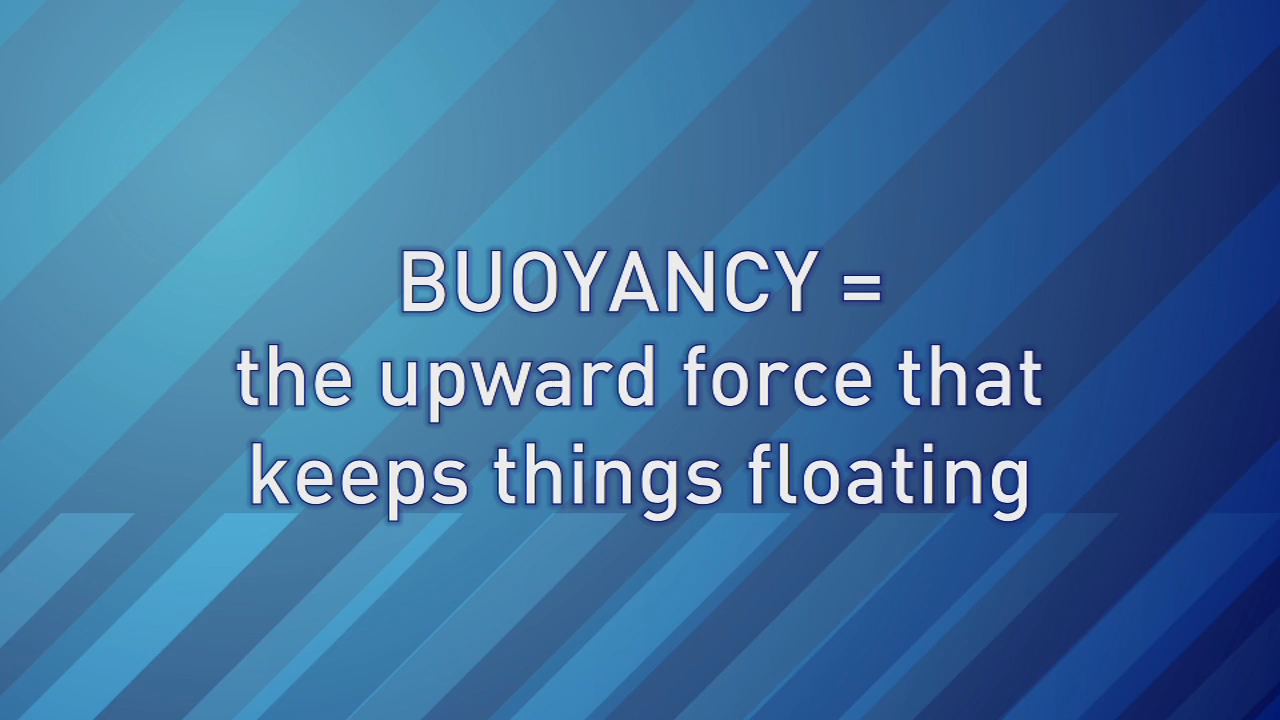 BUOYANCY =
the upward force that
keeps things floating